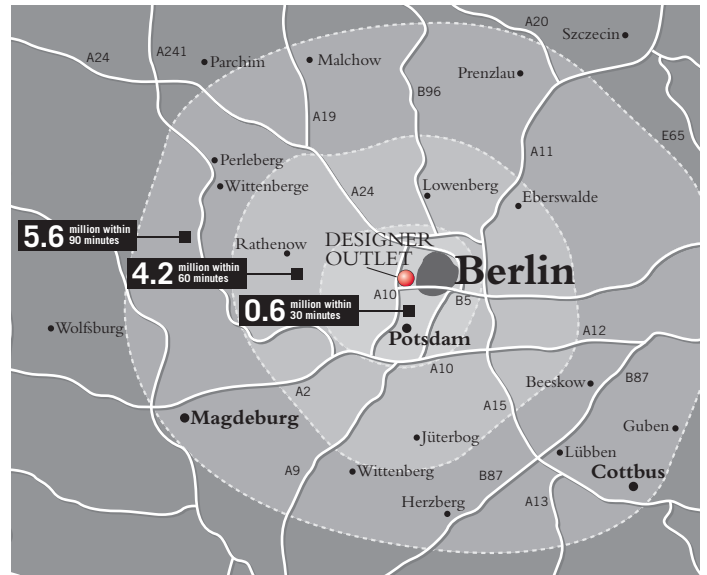 A20
Szczecin
A24
A241
Parchim
Malchow
Prenzlau
B96
A19
E65
A11
Perleberg
Wittenberge
A24
Lowenberg
Eberswalde
5.6 million within
90 minutes
Rathenow
DESIGNER
OUTLET
4.2 million within
60 minutes
Berlin
A10
B5
0.6 million within
30 minutes
Wolfsburg
Potsdam
A12
A10
Beeskow
B87
A2
A15
Magdeburg
Guben
Jüterbog
Lübben
A9
Wittenberg
B87
Cottbus
Herzberg
A13